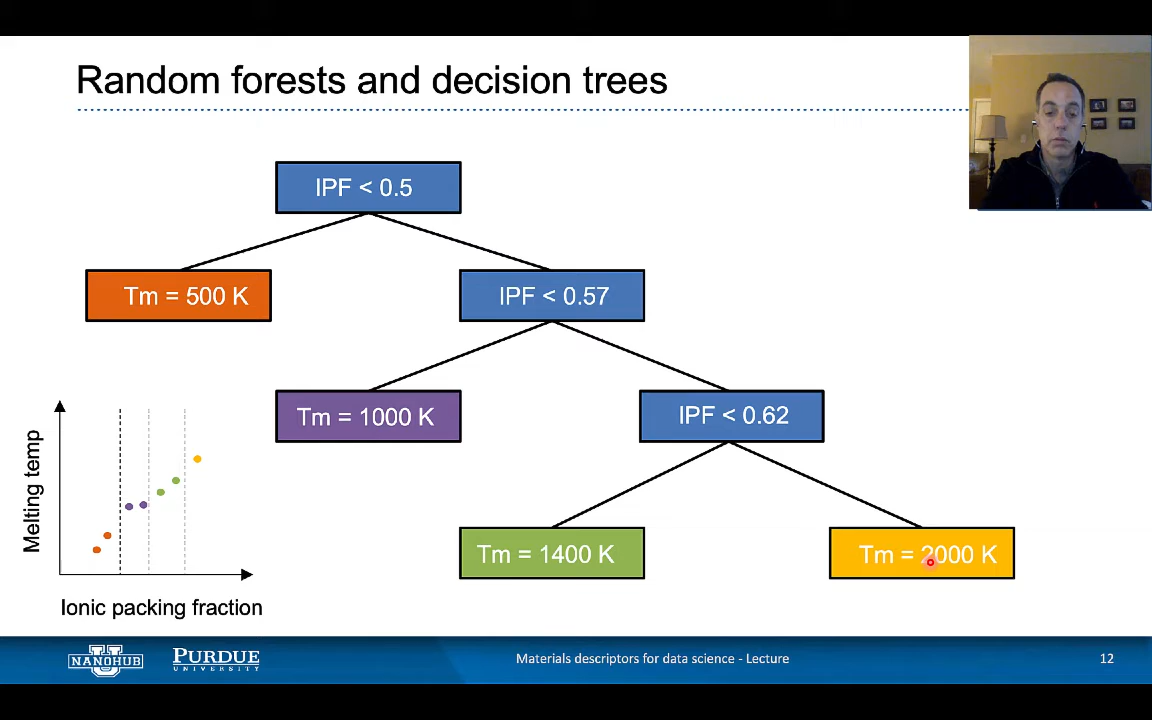 Random forests and decision trees
IPF < 0.5
Tm = 500 K
IPF < 0.57
Tm = 1000 K
IPF < 0.62
Tm = 1400 K
Tm = 2000 K
Melting temp
Ionic packing fraction
NANOHUB
PURDUE
UNIVERSITY
Materials descriptors for data science - Lecture
12